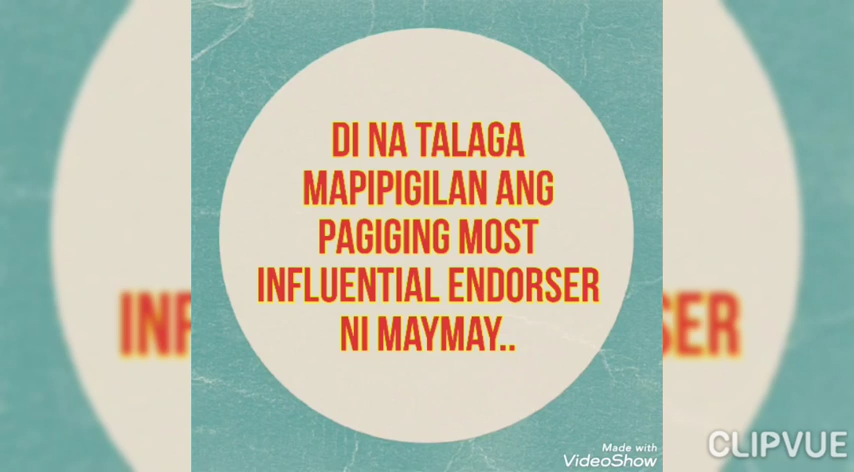 DI NA TALAGA
MAPIPIGILAN ANG
PAGIGING MOST
INFLUENTIAL ENDORSER
NI MAYMAY..
Made with
VideoShow
CLIPVUE